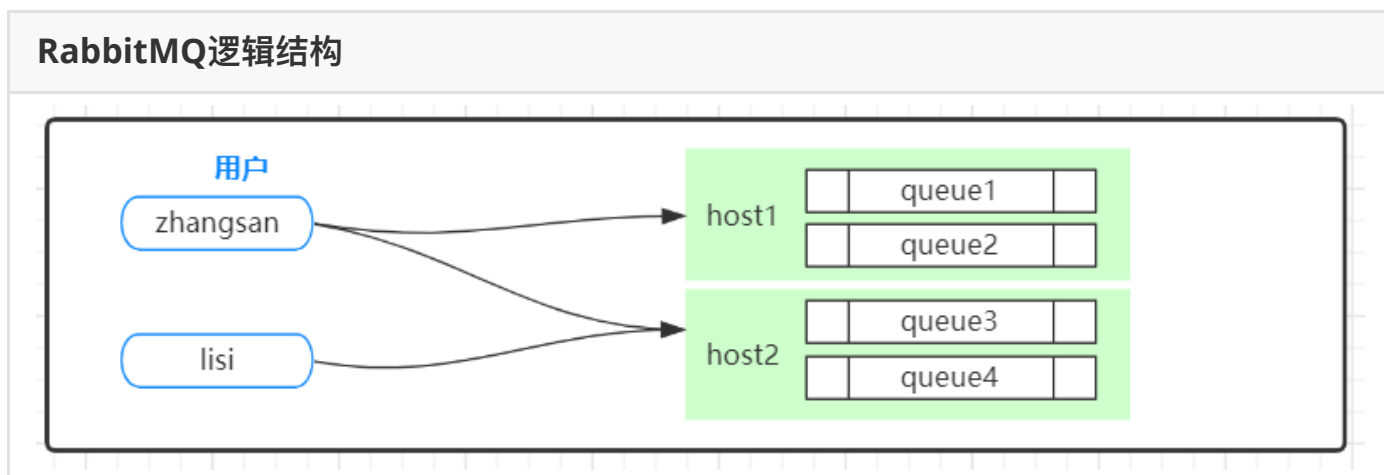 RabbitMQ逻辑结构
用户
zhangsan
lisi
host1
queue1
queue2
host2
queue3
queue4